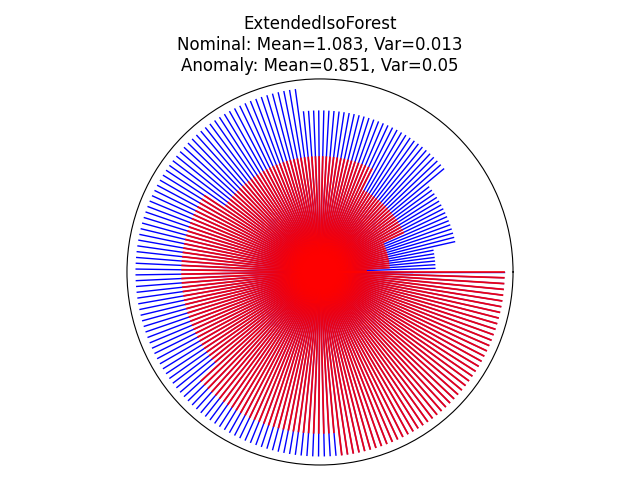 ExtendedIsoForest
Nominal: Mean=1.083, Var=0.013
Anomaly: Mean=0.851, Var=0.05